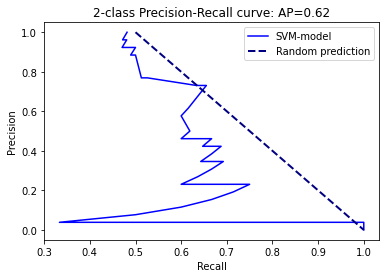 2-class Precision-Recall curve: AP=0.62
SVM-model
Random prediction
Precision
1.0
0.8
0.6
0.4
0.2
0.0
0.3 0.4 0.5 0.6 0.7 0.8 0.9 1.0
Recall